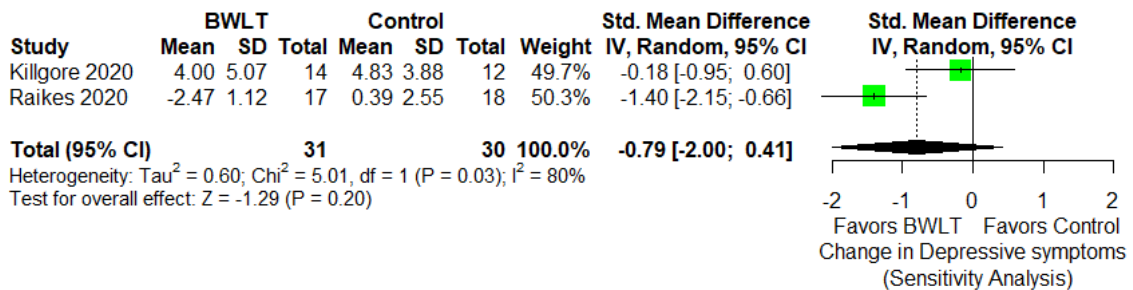 BWLT Control Std. Mean Difference Std. Mean Difference
Study Mean SD Total Mean SD Total Weight IV, Random, 95% CI IV, Random, 95% CI
Killgore 2020 4.00 5.07 14 4.83 3.88 12 49.7% -0.18 [-0.95; 0.60]
Raikes 2020 -2.47 1.12 17 0.39 2.55 18 50.3% -1.40 [-2.15; -0.66]
Total (95% CI) 31 30 100.0% -0.79 [-2.00; 0.41]
Heterogeneity: Tau² = 0.60; Chi² = 5.01, df = 1 (P = 0.03); I² = 80%
Test for overall effect: Z = -1.29 (P = 0.20)
-2 -1 0 1 2
Favors BWLT Favors Control
Change in Depressive symptoms
(Sensitivity Analysis)